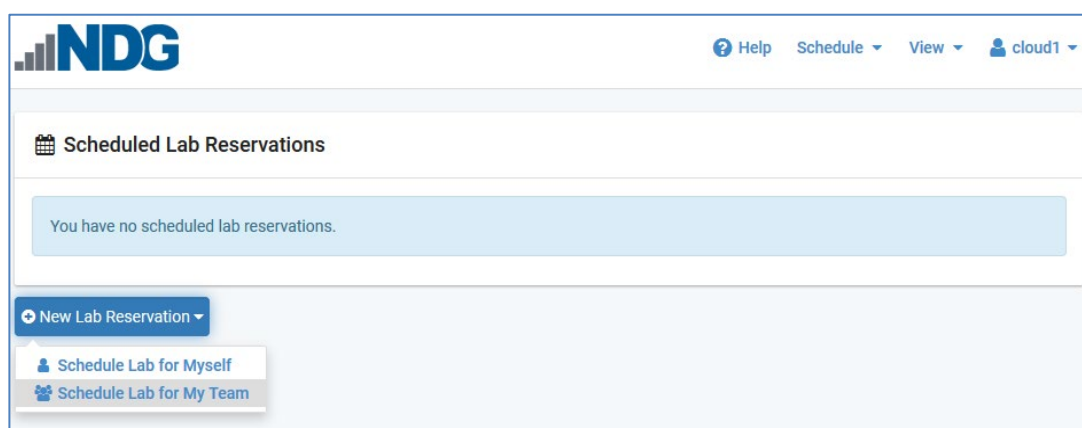 NDG
Help Schedule View cloud1
Scheduled Lab Reservations
You have no scheduled lab reservations.
New Lab Reservation
Schedule Lab for Myself
Schedule Lab for My Team